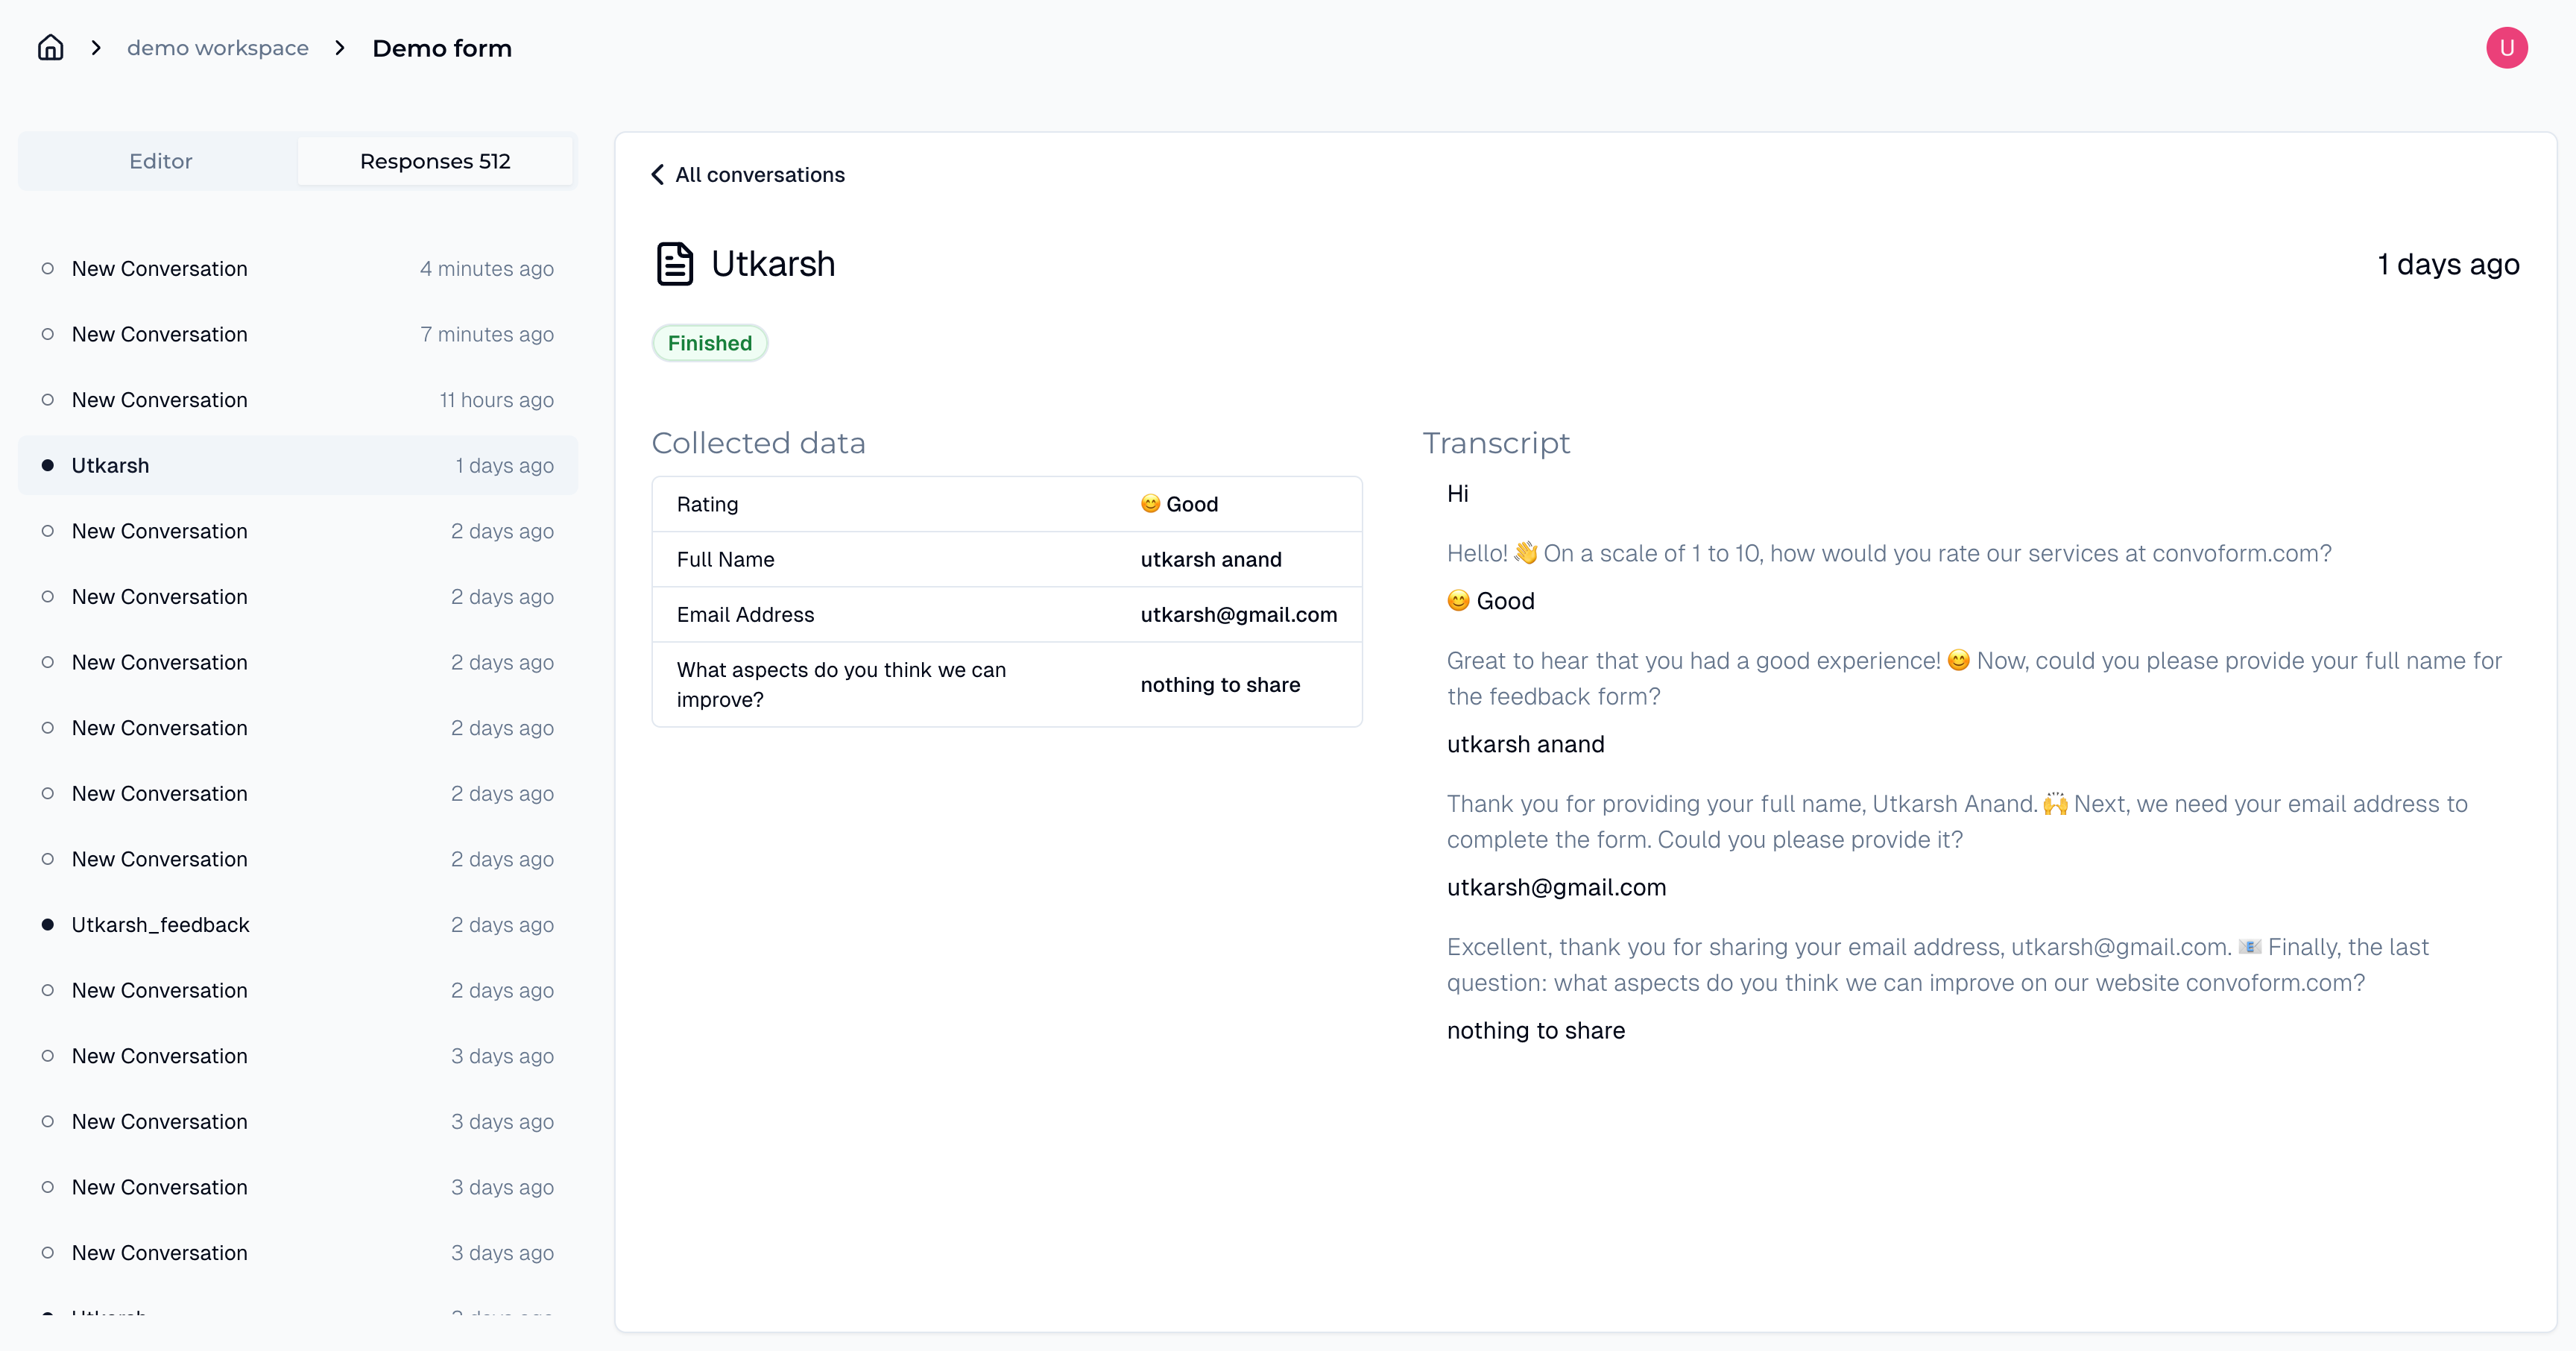 demo workspace
Demo form
U
Editor
Responses 512
New Conversation 4 minutes ago
New Conversation 7 minutes ago
New Conversation 11 hours ago
Utkarsh 1 days ago
New Conversation 2 days ago
New Conversation 2 days ago
New Conversation 2 days ago
New Conversation 2 days ago
New Conversation 2 days ago
New Conversation 2 days ago
Utkarsh_feedback 2 days ago
New Conversation 2 days ago
New Conversation 3 days ago
New Conversation 3 days ago
New Conversation 3 days ago
New Conversation 3 days ago
All conversations
Utkarsh
1 days ago
Finished
Collected data
Rating 😊 Good
Full Name utkarsh anand
Email Address utkarsh@gmail.com
What aspects do you think we can
improve?
nothing to share
Transcript
Hi
Hello! 👋 On a scale of 1 to 10, how would you rate our services at convoform.com?
😊 Good
Great to hear that you had a good experience! 😊 Now, could you please provide your full name for
the feedback form?
utkarsh anand
Thank you for providing your full name, Utkarsh Anand. 🙌 Next, we need your email address to
complete the form. Could you please provide it?
utkarsh@gmail.com
Excellent, thank you for sharing your email address, utkarsh@gmail.com. 📧 Finally, the last
question: what aspects do you think we can improve on our website convoform.com?
nothing to share